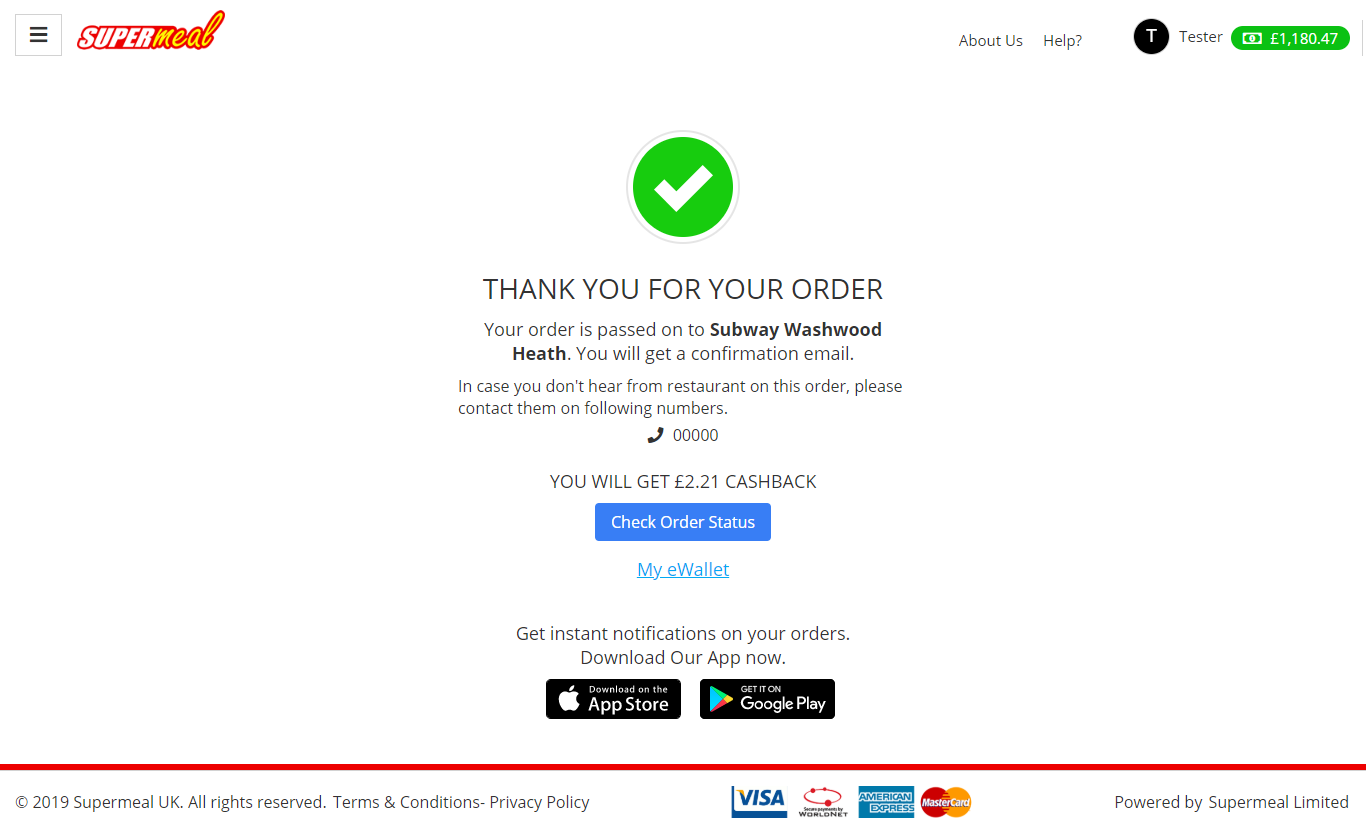 SUPERmeal
About Us Help?
T Tester £1,180.47
THANK YOU FOR YOUR ORDER
Your order is passed on to Subway Washwood
Heath. You will get a confirmation email.
In case you don't hear from restaurant on this order, please
contact them on following numbers.
00000
YOU WILL GET £2.21 CASHBACK
Check Order Status
My eWallet
Get instant notifications on your orders.
Download Our App now.
Download on the
App Store
GET IT ON
Google Play
© 2019 Supermeal UK. All rights reserved. Terms & Conditions- Privacy Policy
VISA
Secure payments by
WORLDNET
AMERICAN
EXPRESS
MasterCard
Powered by Supermeal Limited